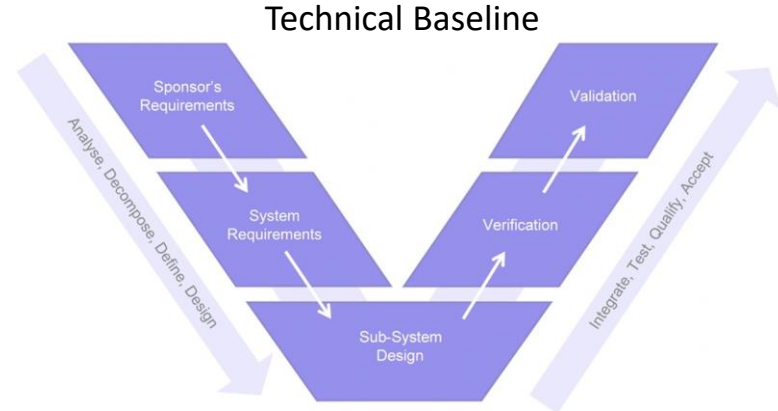 Technical Baseline
Sponsor's
Requirements
Validation
Analyse, Decompose, Define, Design
System
Requirements
Verification
Integrate, Test, Qualify, Accept
Sub-System
Design